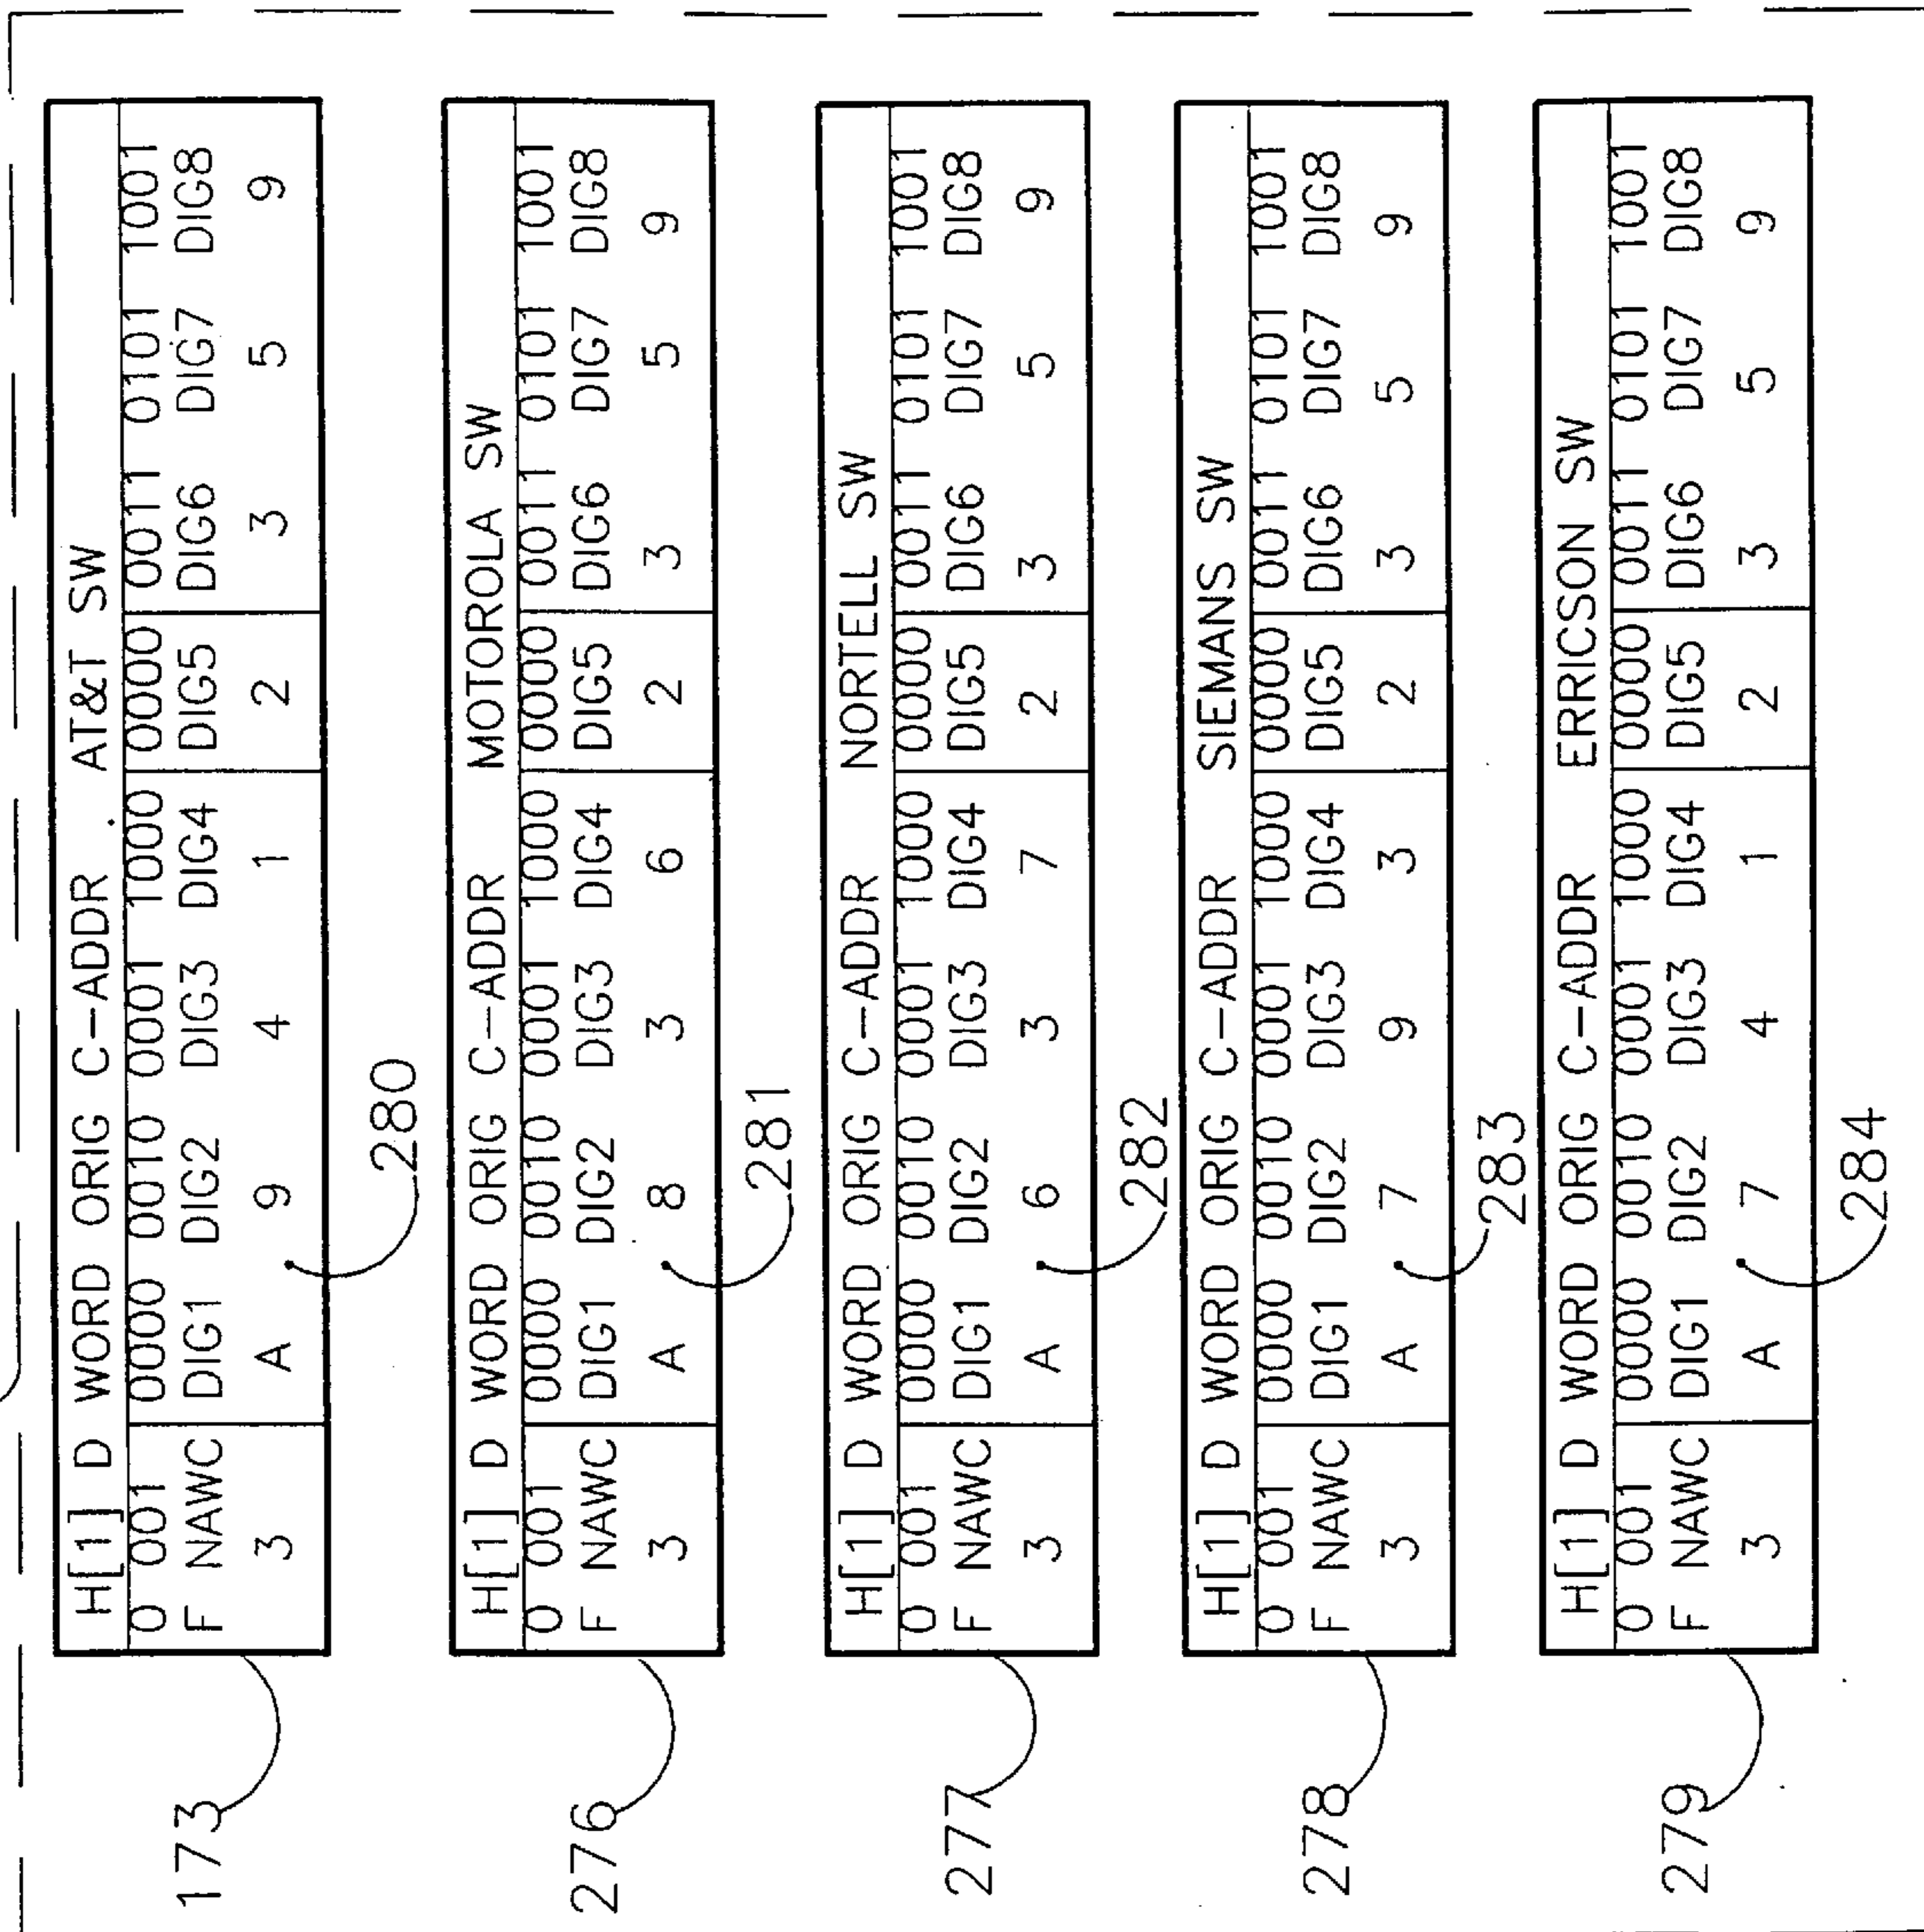 H[1] D WORD ORIG C-ADDR AT&T SW
0 001 0000 0010 0001 1000 0000 0011 0101 1001
F NAWC DIG1 DIG2 DIG3 DIG4 DIG5 DIG6 DIG7 DIG8
3 A 9 4 1 2 3 5 9
173
280
H[1] D WORD ORIG C-ADDR MOTOROLA SW
0 001 0000 0010 0001 1000 0000 0011 0101 1001
F NAWC DIG1 DIG2 DIG3 DIG4 DIG5 DIG6 DIG7 DIG8
3 A 8 3 6 2 3 5 9
276
281
H[1] D WORD ORIG C-ADDR NORTELL SW
0 001 0000 0010 0001 1000 0000 0011 0101 1001
F NAWC DIG1 DIG2 DIG3 DIG4 DIG5 DIG6 DIG7 DIG8
3 A 6 3 7 2 3 5 9
277
282
H[1] D WORD ORIG C-ADDR SIEMANS SW
0 001 0000 0010 0001 1000 0000 0011 0101 1001
F NAWC DIG1 DIG2 DIG3 DIG4 DIG5 DIG6 DIG7 DIG8
3 A 7 9 3 2 3 5 9
278
283
H[1] D WORD ORIG C-ADDR ERRICSON SW
0 001 0000 0010 0001 1000 0000 0011 0101 1001
F NAWC DIG1 DIG2 DIG3 DIG4 DIG5 DIG6 DIG7 DIG8
3 A 7 4 1 2 3 5 9
279
284